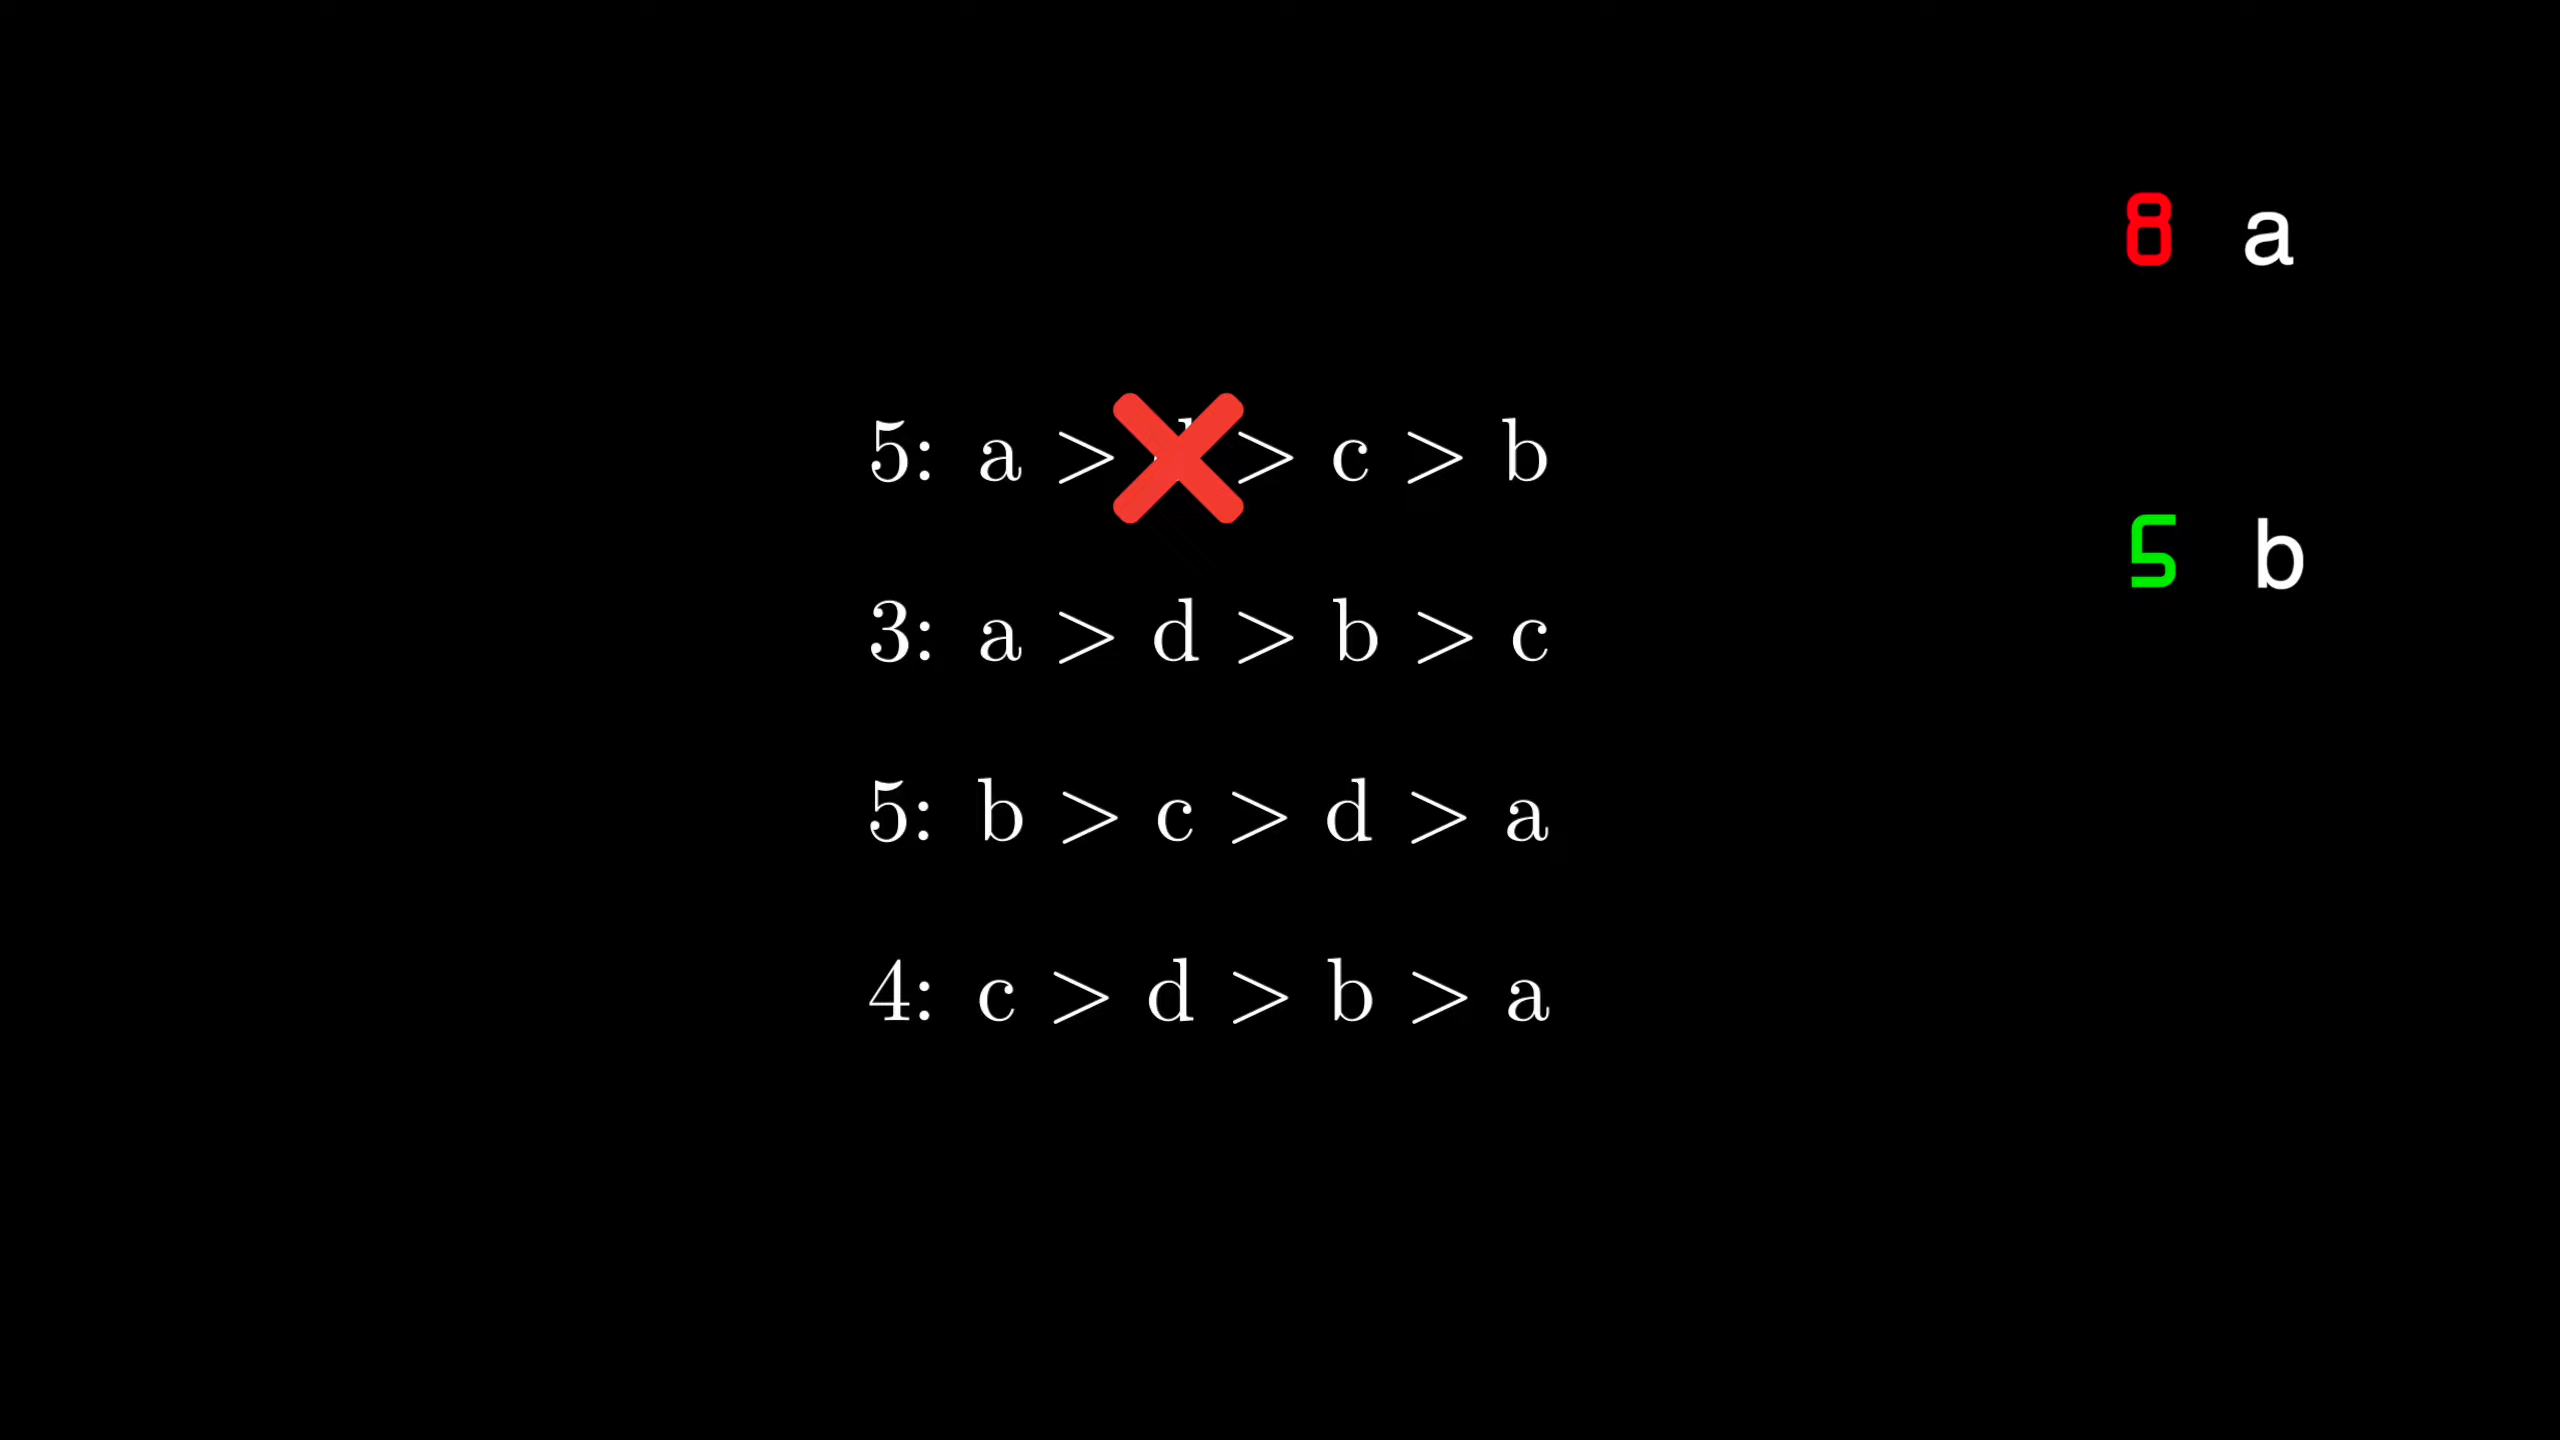 8 a
5: a > > c > b
5 b
3: a > d > b > c
5: b > c > d > a
4: c > d > b > a